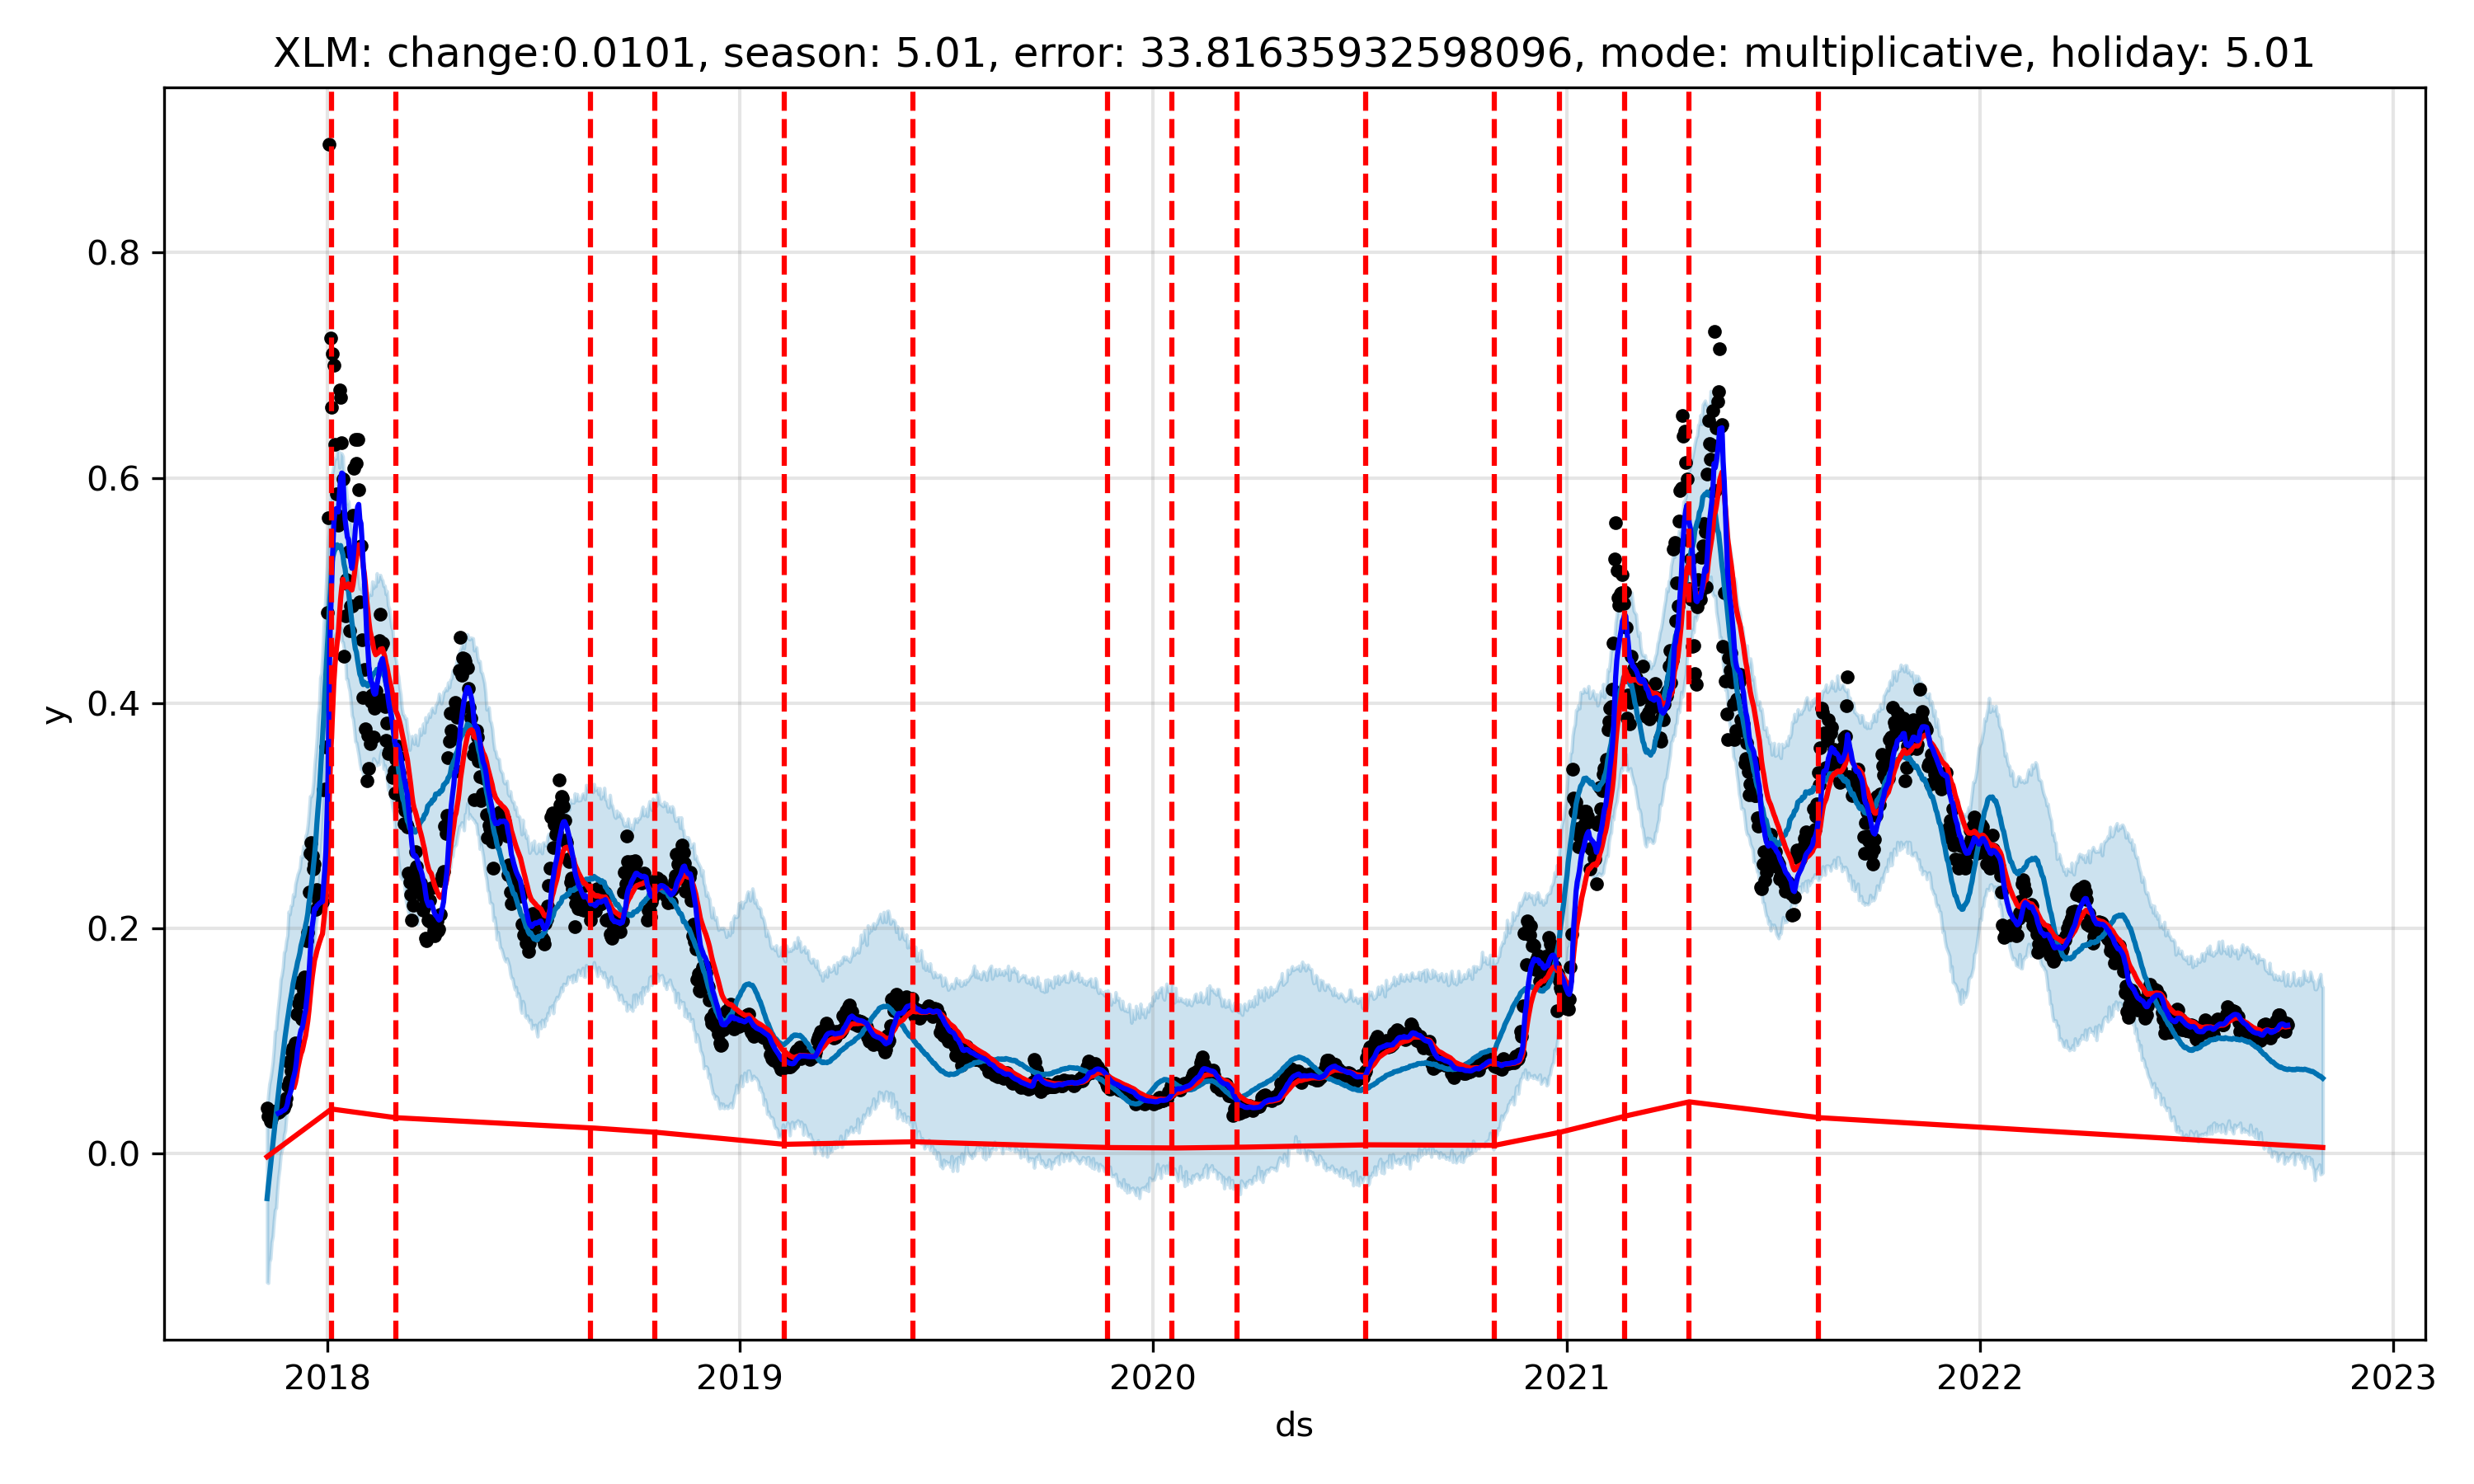 XLM: change:0.0101, season: 5.01, error: 33.81635932598096, mode: multiplicative, holiday: 5.01
0.8
0.6
0.4
0.2
0.0
y
2018 2019 2020 2021 2022 2023
ds